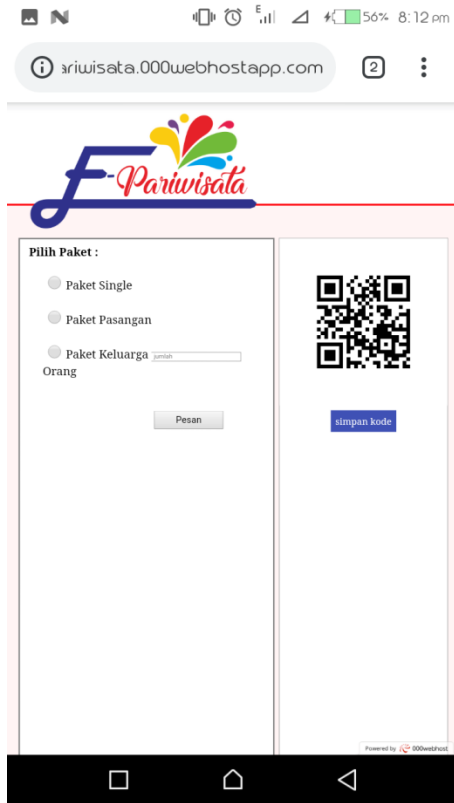 E
56% 8:12 pm
ariwisata.000webhostapp.com
2
E-Pariwisata
Pilih Paket :
Paket Single
Paket Pasangan
Paket Keluarga jumlah
Orang
Pesan
simpan kode
Powered by 000webhost